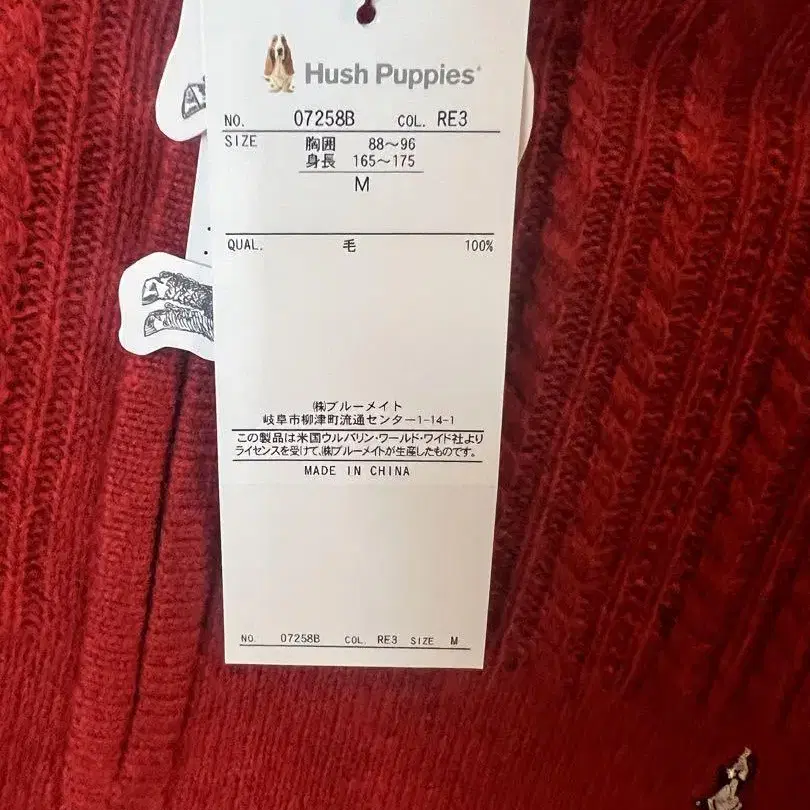 Hush Puppies
NO. 07258B COL. RE3
SIZE 胸囲 88～96
身長 165～175
M
QUAL. 毛 100%
㈱ブルーメイト
岐阜市柳津町流通センター1-14-1
この製品は米国ウルバリン・ワールド・ワイド社より
ライセンスを受けて、㈱ブルーメイトが生産したものです。
MADE IN CHINA
NO. 07258B COL. RE3 SIZE M